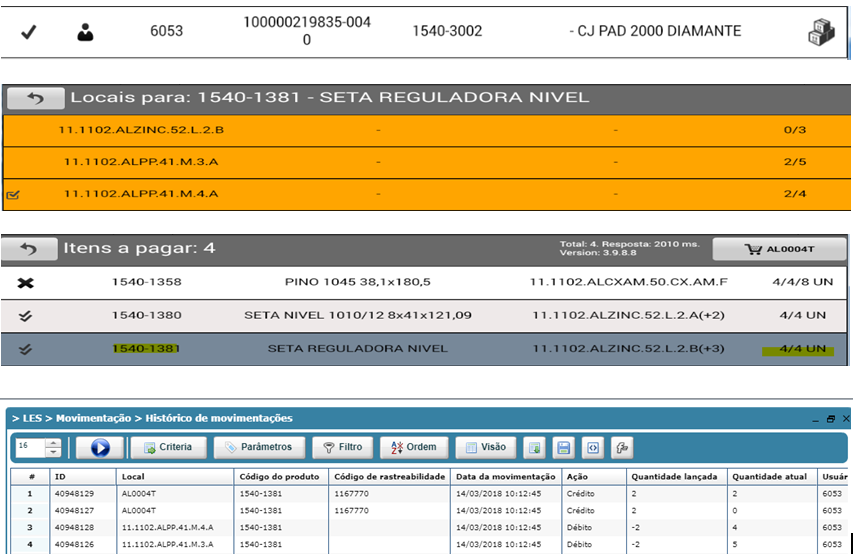 6053 100000219835-004 1540-3002 - CJ PAD 2000 DIAMANTE
0
Locais para: 1540-1381 - SETA REGULADORA NIVEL
11.1102.ALZINC.52.L.2.B - - 0/3
11.1102.ALPP.41.M.3.A - - 2/5
11.1102.ALPP.41.M.4.A - - 2/4
Itens a pagar: 4 Total: 4. Resposta: 2010 ms. AL0004T
Version: 3.9.8.8
1540-1358 PINO 1045 38,1x180,5 11.1102.ALCXAM.50.CX.AM.F 4/4/8 UN
1540-1380 SETA NIVEL 1010/12 8x41x121,09 11.1102.ALZINC.52.L.2.A(+2) 4/4 UN
1540-1381 SETA REGULADORA NIVEL 11.1102.ALZINC.52.L.2.B(+3) 4/4 UN
> LES > Movimentação > Histórico de movimentações
16 Criteria Parâmetros Filtro Ordem Visão
# ID Local Código do produto Código de rastreabilidade Data da movimentação Ação Quantidade lançada Quantidade atual Usuár
1 40948129 AL0004T 1540-1381 1167770 14/03/2018 10:12:45 Crédito 2 2 6053
2 40948127 AL0004T 1540-1381 1167770 14/03/2018 10:12:45 Crédito 2 0 6053
3 40948128 11.1102.ALPP.41.M.4.A 1540-1381 14/03/2018 10:12:45 Débito -2 4 6053
4 40948126 11.1102.ALPP.41.M.3.A 1540-1381 14/03/2018 10:12:45 Débito -2 5 6053